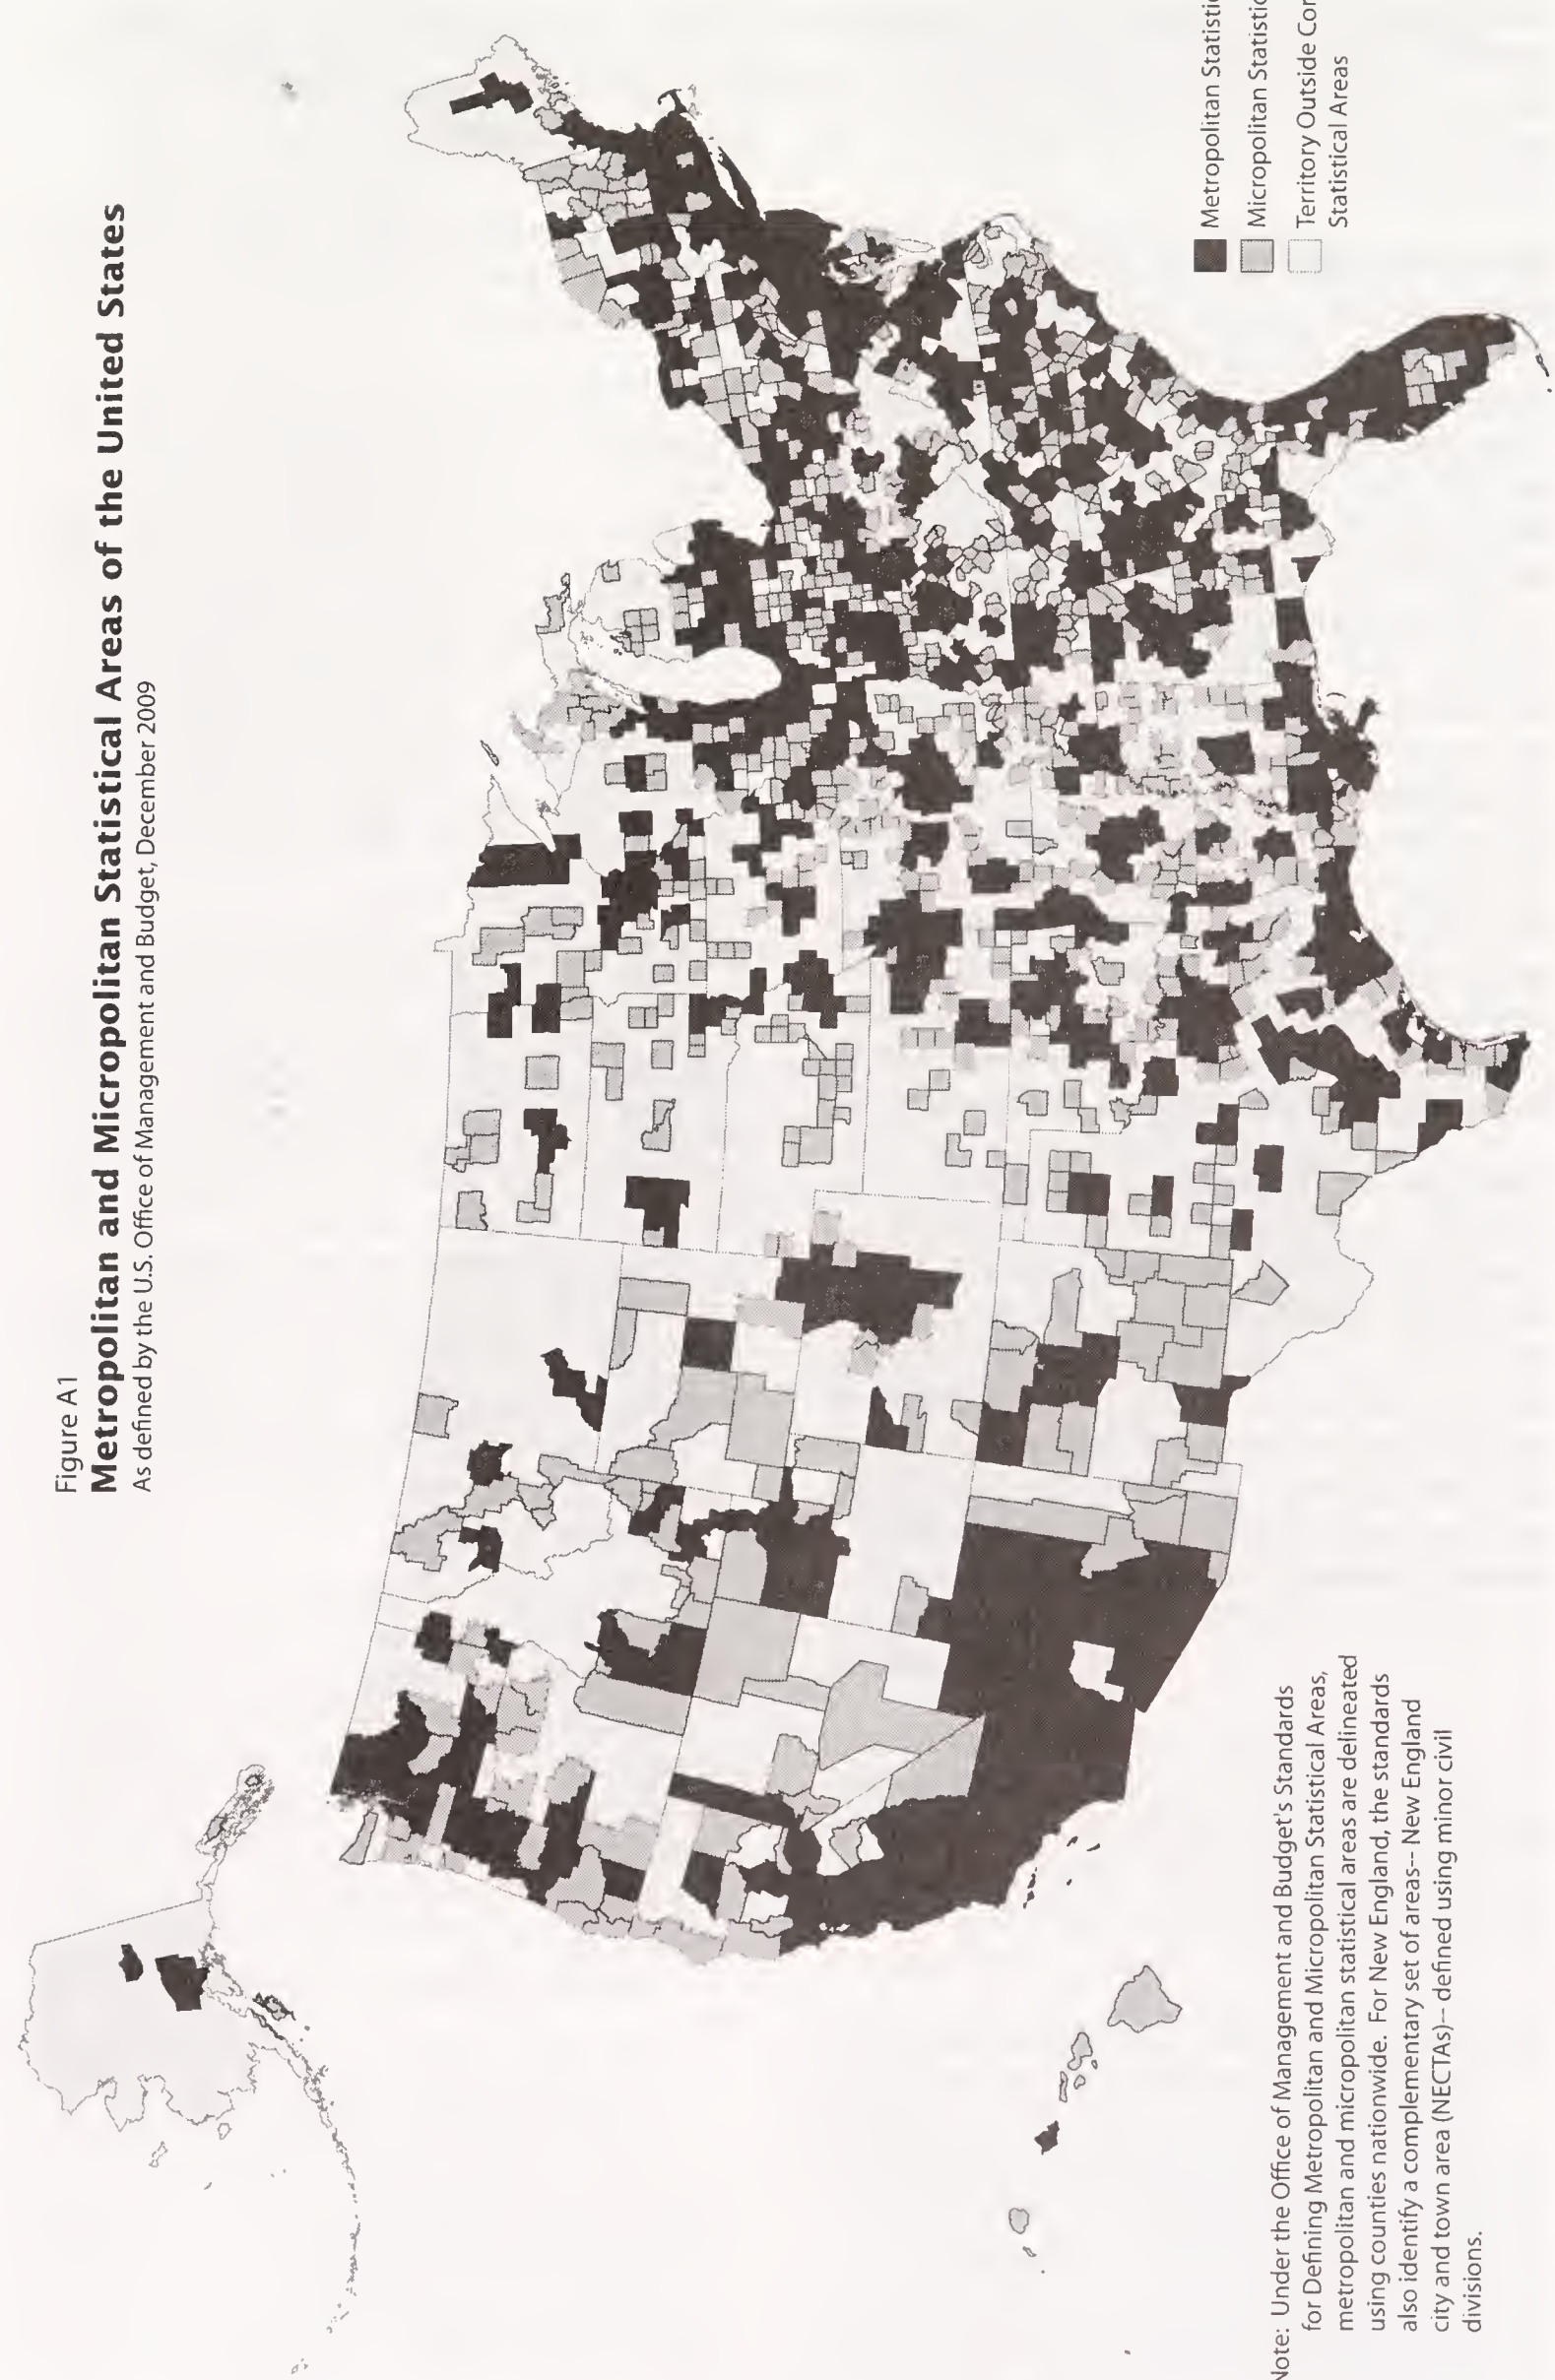 Figure A1
Metropolitan and Micropolitan Statistical Areas of the United States
As defined by the U.S. Office of Management and Budget, December 2009
Metropolitan Statistic
Micropolitan Statistic
Territory Outside Cor
Statistical Areas
Note: Under the Office of Management and Budget's Standards
for Defining Metropolitan and Micropolitan Statistical Areas,
metropolitan and micropolitan statistical areas are delineated
using counties nationwide. For New England, the standards
also identify a complementary set of areas-- New England
city and town area (NECTAs)-- defined using minor civil
divisions.